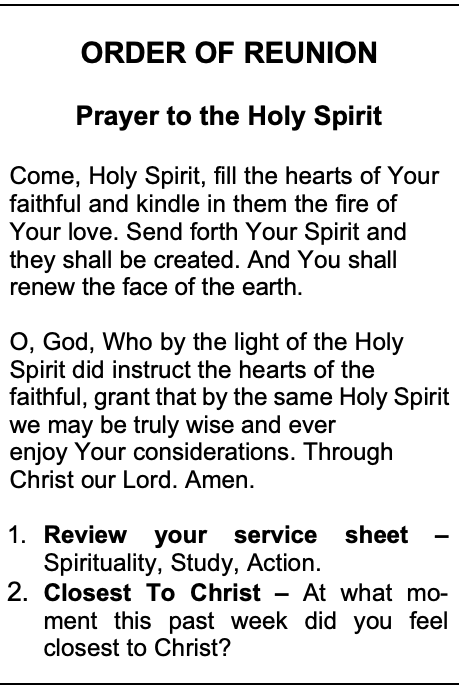 ORDER OF REUNION
Prayer to the Holy Spirit
Come, Holy Spirit, fill the hearts of Your
faithful and kindle in them the fire of
Your love. Send forth Your Spirit and
they shall be created. And You shall
renew the face of the earth.
O, God, Who by the light of the Holy
Spirit did instruct the hearts of the
faithful, grant that by the same Holy Spirit
we may be truly wise and ever
enjoy Your considerations. Through
Christ our Lord. Amen.
1. Review your service sheet –
Spirituality, Study, Action.
2. Closest To Christ – At what mo-
ment this past week did you feel
closest to Christ?